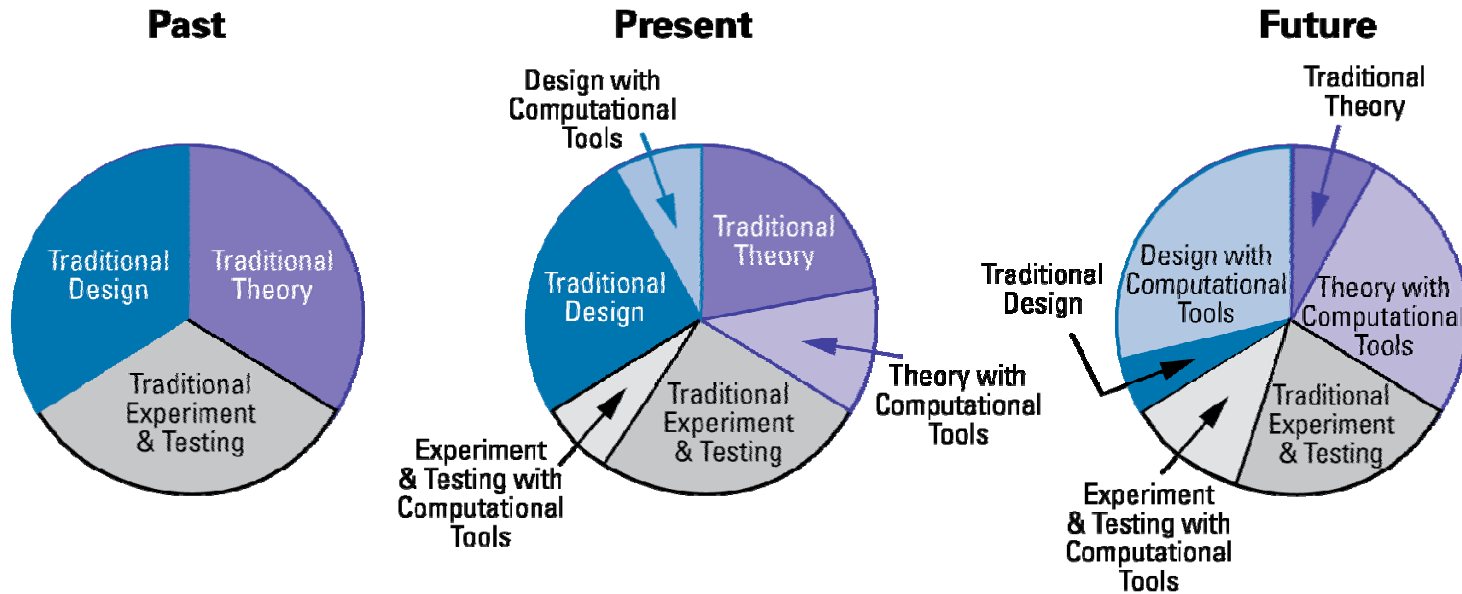 Past
Traditional
Design
Traditional
Theory
Traditional
Experiment
& Testing
Present
Design with
Computational
Tools
Traditional
Theory
Traditional
Design
Theory with
Computational
Tools
Traditional
Experiment
& Testing
Experiment
& Testing with
Computational
Tools
Future
Traditional
Theory
Design with
Computational
Tools
Traditional
Design
Theory with
Computational
Tools
Traditional
Experiment
& Testing
Experiment
& Testing with
Computational
Tools